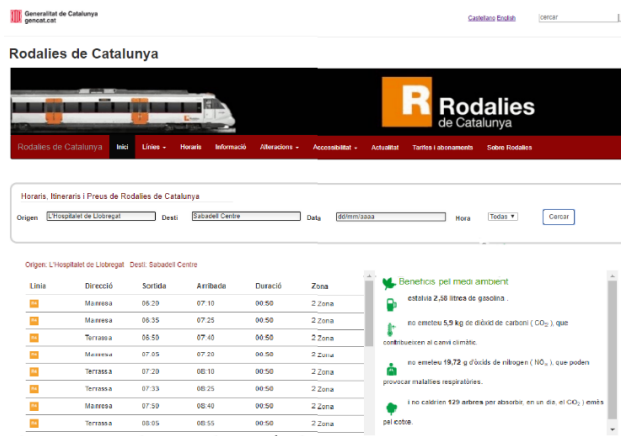 Generalitat de Catalunya
gencat.cat
Castellano English
cercar
Rodalies de Catalunya
R Rodalies
de Catalunya
Rodalies de Catalunya Inici Línies Horaris Informació Alteracions Accessibilitat Actualitat Tarifes i abonaments Sobre Rodalies
Horaris, Itineraris i Preus de Rodalies de Catalunya
Origen L'Hospitalet de Llobregat Destí Sabadell Centre Data dd/mm/aaaa Hora Todas Cercar
Origen: L'Hospitalet de Llobregat Destí: Sabadell Centre
Línia Direcció Sortida Arribada Duració Zona
Manresa 06:20 07:10 00:50 2 Zona
Manresa 06:35 07:25 00:50 2 Zona
Terrassa 06:50 07:40 00:50 2 Zona
Manresa 07:05 07:20 00:50 2 Zona
Terrassa 07:20 08:10 00:50 2 Zona
Terrassa 07:35 08:25 00:50 2 Zona
Manresa 07:50 08:40 00:50 2 Zona
Terrassa 08:05 08:55 00:50 2 Zona
Beneficis pel medi ambient
estalvia 2,58 litres de gasolina .
no emeteu 5,9 kg de diòxid de carboni ( CO₂ ), que
contribueixen al canvi climàtic.
no emeteu 19,72 g d'òxids de nitrogen ( NOₓ ), que poden
provocar malalties respiratòries.
i no caldrien 129 arbres per absorbir, en un dia, el CO₂ ) emès
pel cotxe.